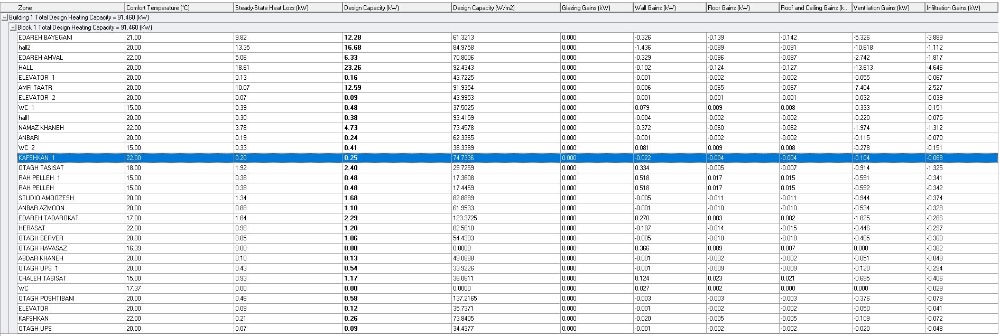 Zone Comfort Temperature (°C) Steady-State Heat Loss (kW) Design Capacity (kW) Design Capacity (W/m2) Glazing Gains (kW) Wall Gains (kW) Floor Gains (kW) Roof and Ceiling Gains (k... Ventilation Gains (kW) Infiltration Gains (kW)
Building 1 Total Design Heating Capacity = 91.460 (kW)
Block 1 Total Design Heating Capacity = 91.460 (kW)
EDAREH BAYEGANI 21.00 9.82 12.28 61.3213 0.000 -0.326 -0.139 -0.142 -5.326 -3.889
hall2 20.00 13.35 16.68 84.9758 0.000 -1.436 -0.089 -0.091 -10.618 -1.112
EDAREH AMVAL 22.00 5.06 6.33 70.8006 0.000 -0.329 -0.086 -0.087 -2.742 -1.817
HALL 20.00 18.61 23.26 92.4343 0.000 -0.102 -0.124 -0.127 -13.613 -4.646
ELEVATOR 1 20.00 0.13 0.16 43.7225 0.000 -0.001 -0.002 -0.002 -0.055 -0.067
AMFI TAATR 20.00 10.07 12.59 91.9354 0.000 -0.006 -0.065 -0.067 -7.404 -2.527
ELEVATOR 2 20.00 0.07 0.09 43.9953 0.000 -0.001 -0.001 -0.001 -0.032 -0.039
WC 1 15.00 0.39 0.48 37.5025 0.000 0.079 0.009 0.008 -0.333 -0.151
hall1 20.00 0.30 0.38 93.4159 0.000 -0.004 -0.002 -0.002 -0.220 -0.075
NAMAZ KHANEH 22.00 3.78 4.73 73.4578 0.000 -0.372 -0.060 -0.062 -1.974 -1.312
ANBARI 20.00 0.19 0.24 62.3365 0.000 -0.001 -0.002 -0.002 -0.115 -0.070
WC 2 15.00 0.33 0.41 38.3389 0.000 0.081 0.009 0.008 -0.278 -0.151
KAFSHKAN 1 22.00 0.20 0.25 74.7336 0.000 -0.022 -0.004 -0.004 -0.104 -0.068
OTAGH TASISAT 18.00 1.92 2.40 29.7259 0.000 0.334 -0.005 -0.007 -0.914 -1.325
RAH PELLEH 1 15.00 0.38 0.48 17.3608 0.000 0.518 0.017 0.015 -0.591 -0.341
RAH PELLEH 15.00 0.38 0.48 17.4459 0.000 0.518 0.017 0.015 -0.592 -0.342
STUDIO AMOOZESH 20.00 1.34 1.68 82.8889 0.000 -0.005 -0.011 -0.011 -0.944 -0.374
ANBAR AZMOON 20.00 0.88 1.10 61.9533 0.000 -0.001 -0.010 -0.010 -0.534 -0.328
EDAREH TADAROKAT 17.00 1.84 2.29 123.3725 0.000 0.270 0.003 0.002 -1.825 -0.286
HERASAT 22.00 0.96 1.20 82.5610 0.000 -0.187 -0.014 -0.015 -0.446 -0.297
OTAGH SERVER 20.00 0.85 1.06 54.4393 0.000 -0.005 -0.010 -0.010 -0.465 -0.360
OTAGH HAVASAZ 16.39 0.00 0.00 0.0000 0.000 0.366 0.009 0.007 0.000 -0.382
ABDAR KHANEH 20.00 0.10 0.13 49.0888 0.000 -0.001 -0.002 -0.002 -0.051 -0.049
OTAGH UPS 1 20.00 0.43 0.54 33.9226 0.000 -0.001 -0.009 -0.009 -0.120 -0.294
CHALEH TASISAT 15.00 0.93 1.17 36.0611 0.000 0.124 0.023 0.021 -0.695 -0.406
WC 17.37 0.00 0.00 0.0000 0.000 0.027 0.002 0.000 0.000 -0.029
OTAGH POSHTIBANI 20.00 0.46 0.58 137.2165 0.000 -0.003 -0.003 -0.003 -0.376 -0.078
ELEVATOR 20.00 0.09 0.12 35.7371 0.000 -0.001 -0.002 -0.002 -0.050 -0.041
KAFSHKAN 22.00 0.21 0.26 73.8405 0.000 -0.020 -0.005 -0.005 -0.109 -0.072
OTAGH UPS 20.00 0.07 0.09 34.4377 0.000 -0.001 -0.002 -0.002 -0.020 -0.048